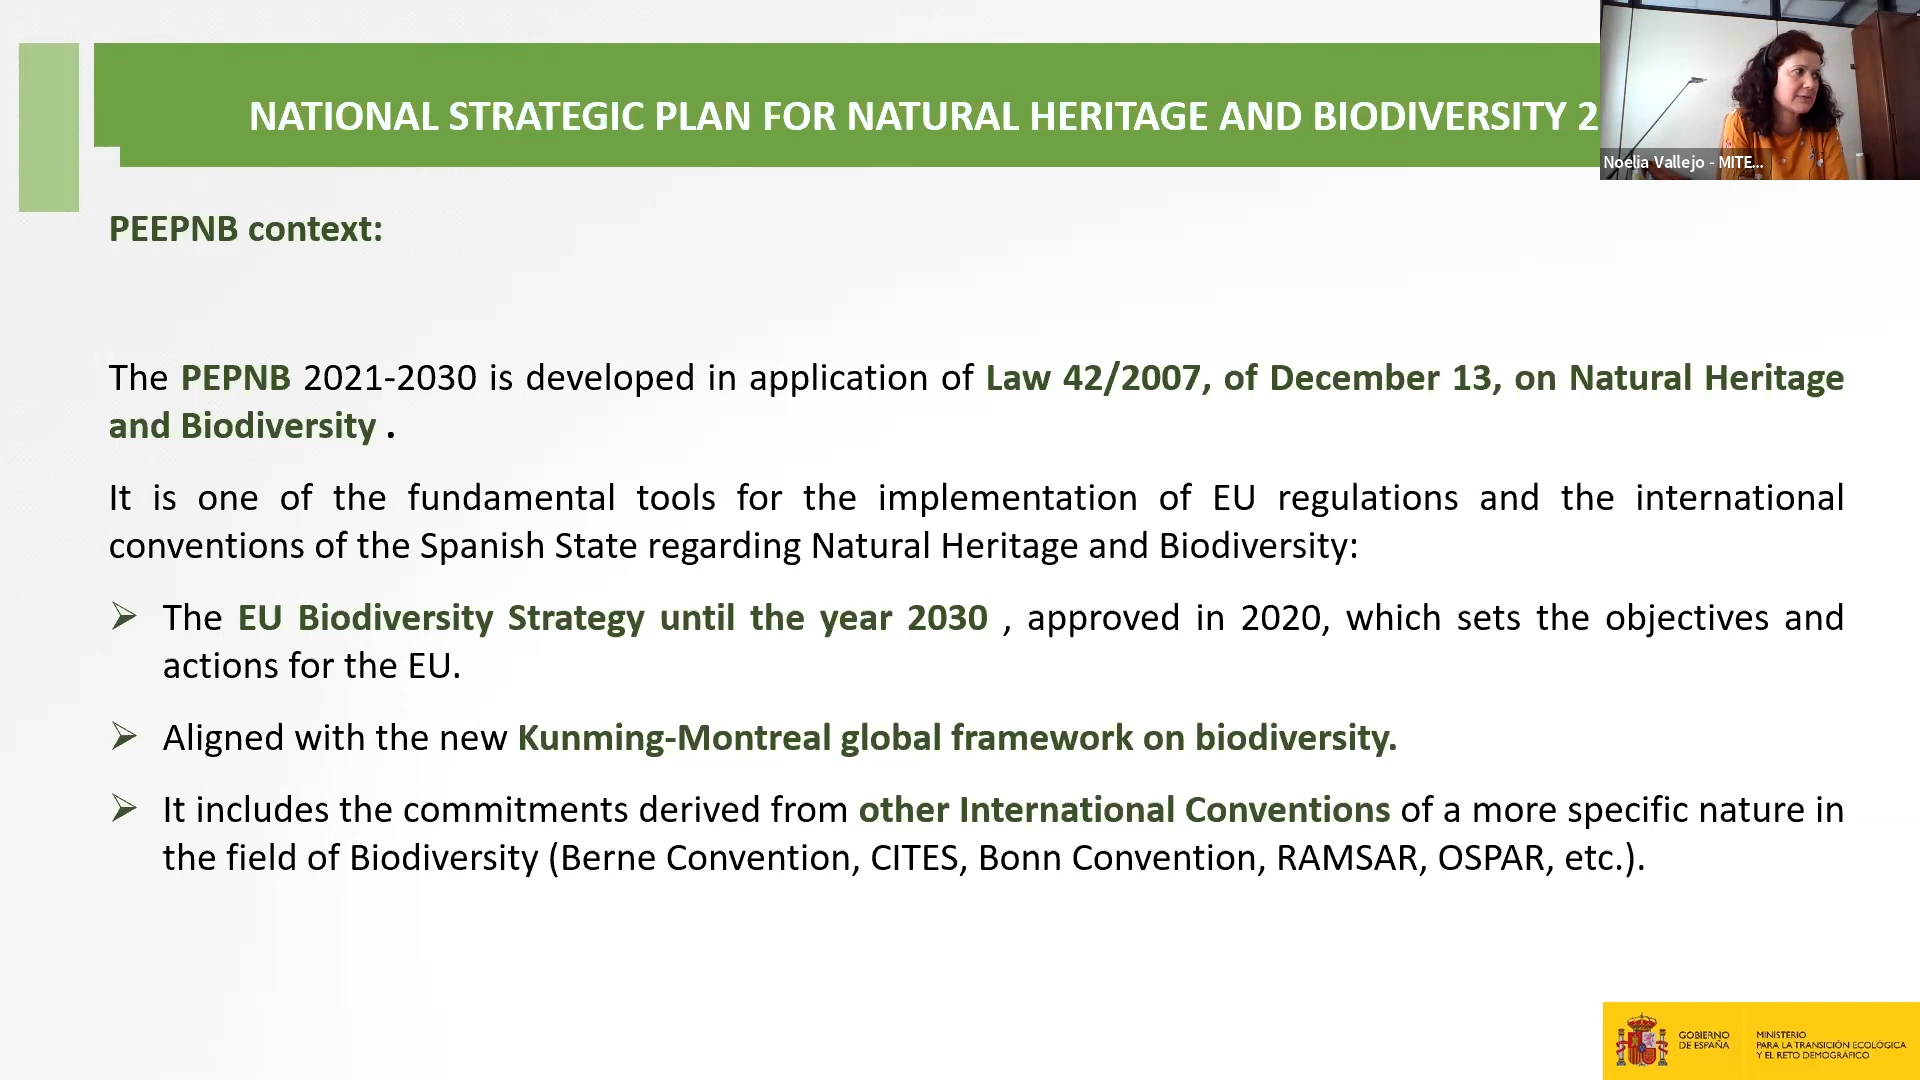 NATIONAL STRATEGIC PLAN FOR NATURAL HERITAGE AND BIODIVERSITY 2
Noelia Vallejo - MITE...
PEEPNB context:
The PEPNB 2021-2030 is developed in application of Law 42/2007, of December 13, on Natural Heritage
and Biodiversity .
It is one of the fundamental tools for the implementation of EU regulations and the international
conventions of the Spanish State regarding Natural Heritage and Biodiversity:
➢ The EU Biodiversity Strategy until the year 2030 , approved in 2020, which sets the objectives and
actions for the EU.
➢ Aligned with the new Kunming-Montreal global framework on biodiversity.
➢ It includes the commitments derived from other International Conventions of a more specific nature in
the field of Biodiversity (Berne Convention, CITES, Bonn Convention, RAMSAR, OSPAR, etc.).
GOBIERNO
DE ESPAÑA
MINISTERIO
PARA LA TRANSICIÓN ECOLÓGICA
Y EL RETO DEMOGRÁFICO